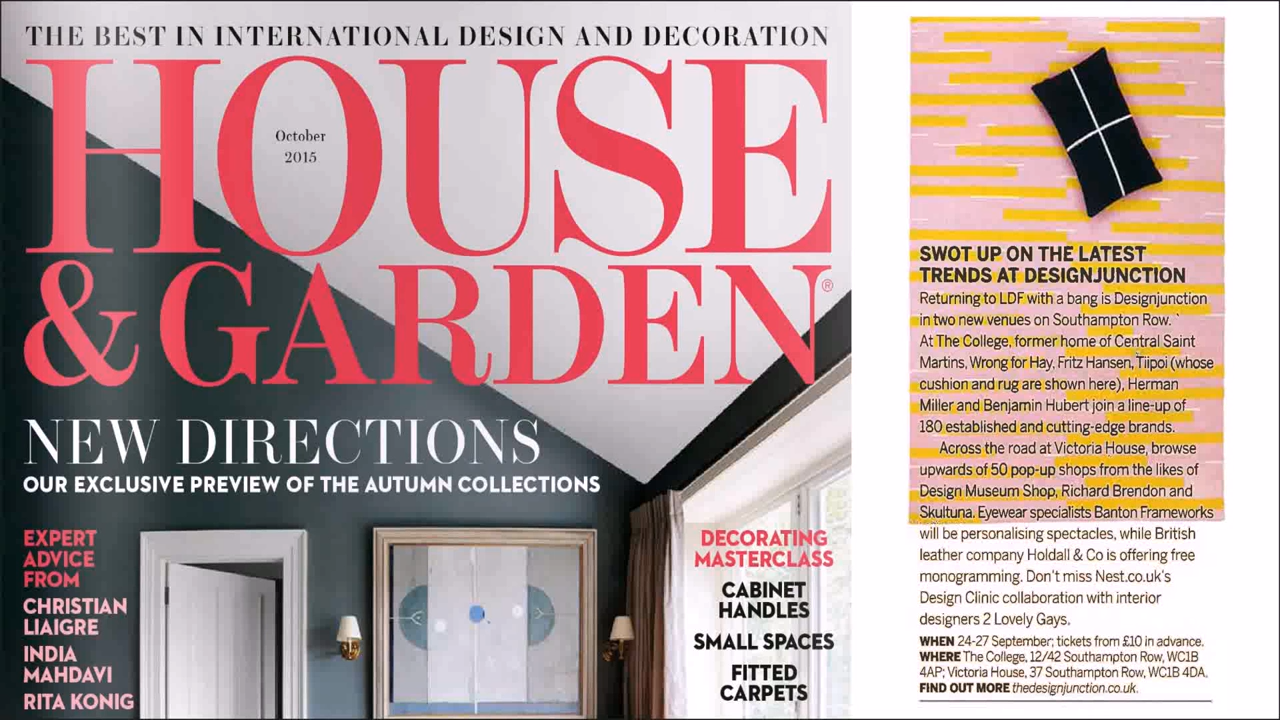 THE BEST IN INTERNATIONAL DESIGN AND DECORATION
HOUSE
October
2015
& GARDEN®
NEW DIRECTIONS
OUR EXCLUSIVE PREVIEW OF THE AUTUMN COLLECTIONS
EXPERT
ADVICE
FROM
CHRISTIAN
LIAIGRE
INDIA
MAHDAVI
RITA KONIG
DECORATING
MASTERCLASS
CABINET
HANDLES
SMALL SPACES
FITTED
CARPETS
SWOT UP ON THE LATEST
TRENDS AT DESIGNJUNCTION
Returning to LDF with a bang is Designjunction
in two new venues on Southampton Row.
At The College, former home of Central Saint
Martins, Wrong for Hay, Fritz Hansen, Tiipoi (whose
cushion and rug are shown here), Herman
Miller and Benjamin Hubert join a line-up of
180 established and cutting-edge brands.
Across the road at Victoria House, browse
upwards of 50 pop-up shops from the likes of
Design Museum Shop, Richard Brendon and
Skultuna. Eyewear specialists Banton Frameworks
will be personalising spectacles, while British
leather company Holdall & Co is offering free
monogramming. Don't miss Nest.co.uk's
Design Clinic collaboration with interior
designers 2 Lovely Gays.
WHEN 24-27 September; tickets from £10 in advance.
WHERE The College, 12/42 Southampton Row, WC1B
4AP; Victoria House, 37 Southampton Row, WC1B 4DA.
FIND OUT MORE thedesignjunction.co.uk.